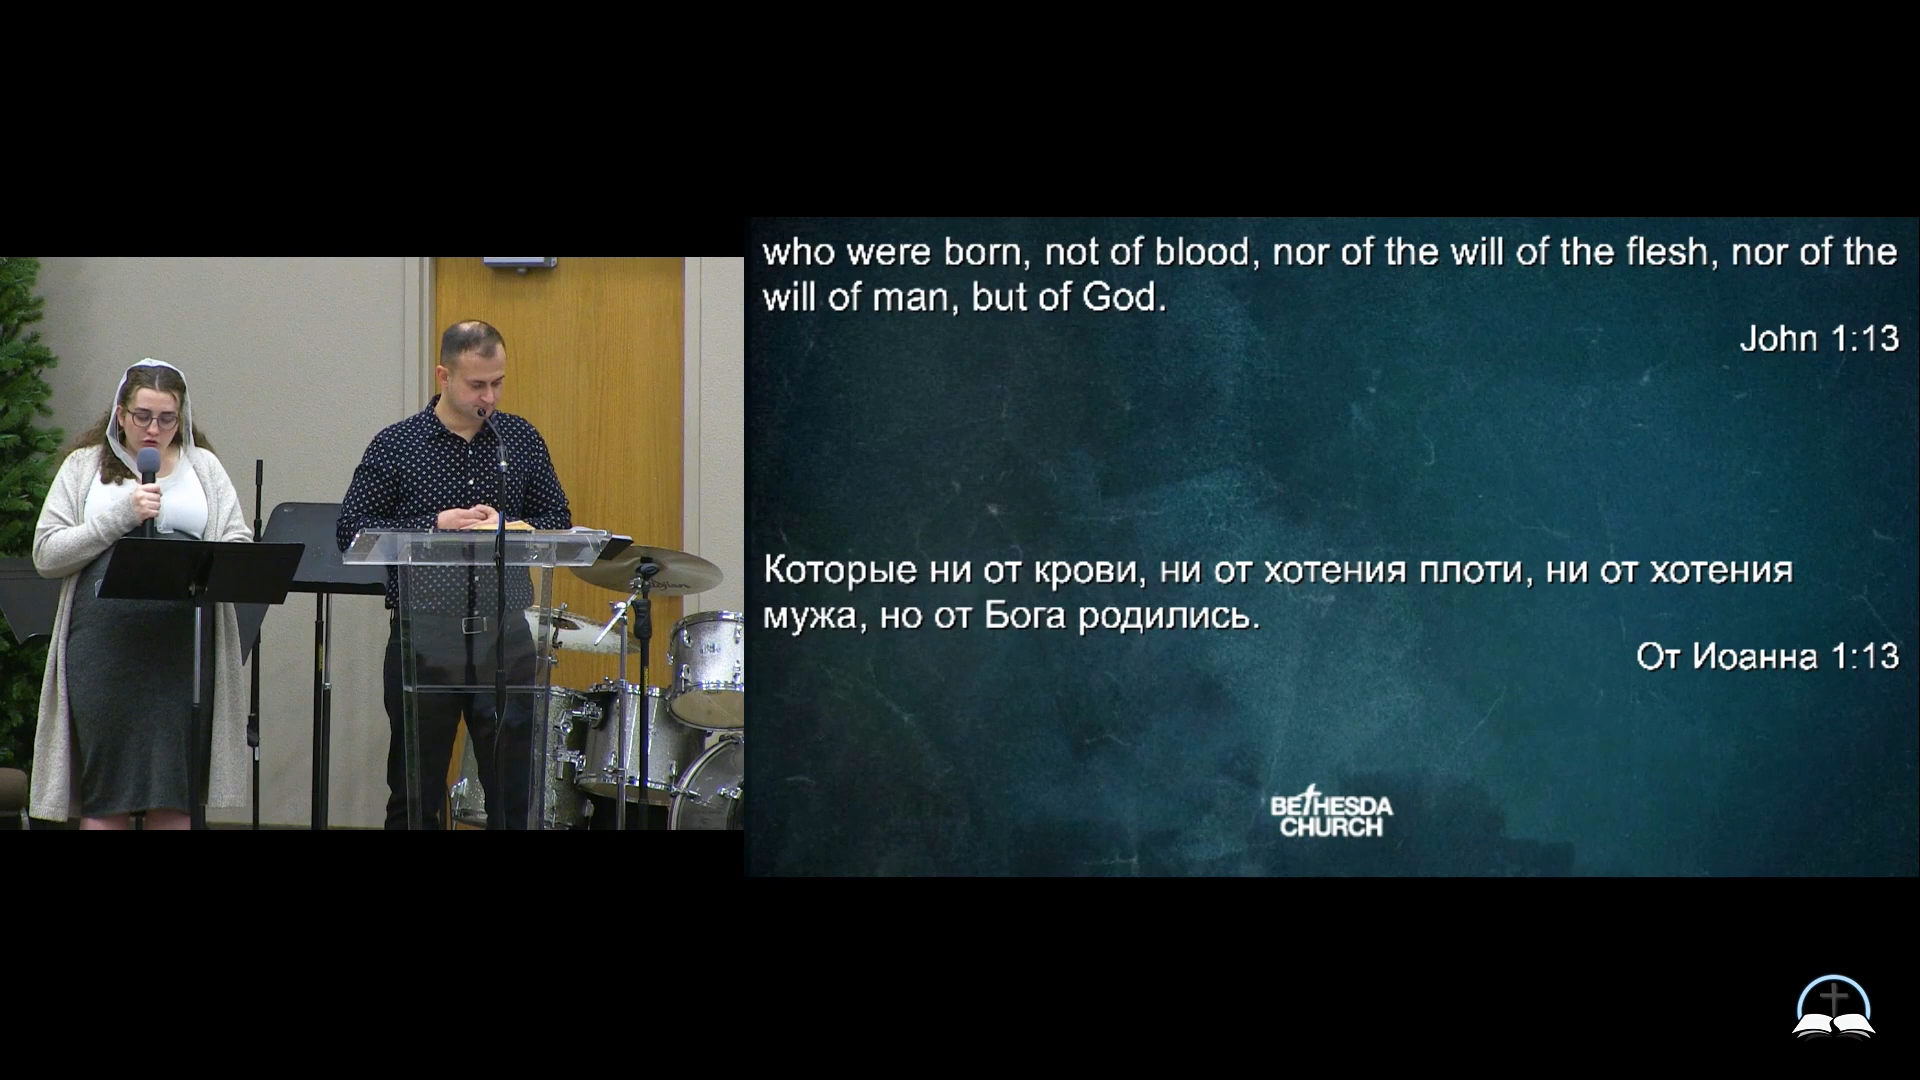 who were born, not of blood, nor of the will of the flesh, nor of the
will of man, but of God.
John 1:13
Которые ни от крови, ни от хотения плоти, ни от хотения
мужа, но от Бога родились.
От Иоанна 1:13
BETHESDA
CHURCH